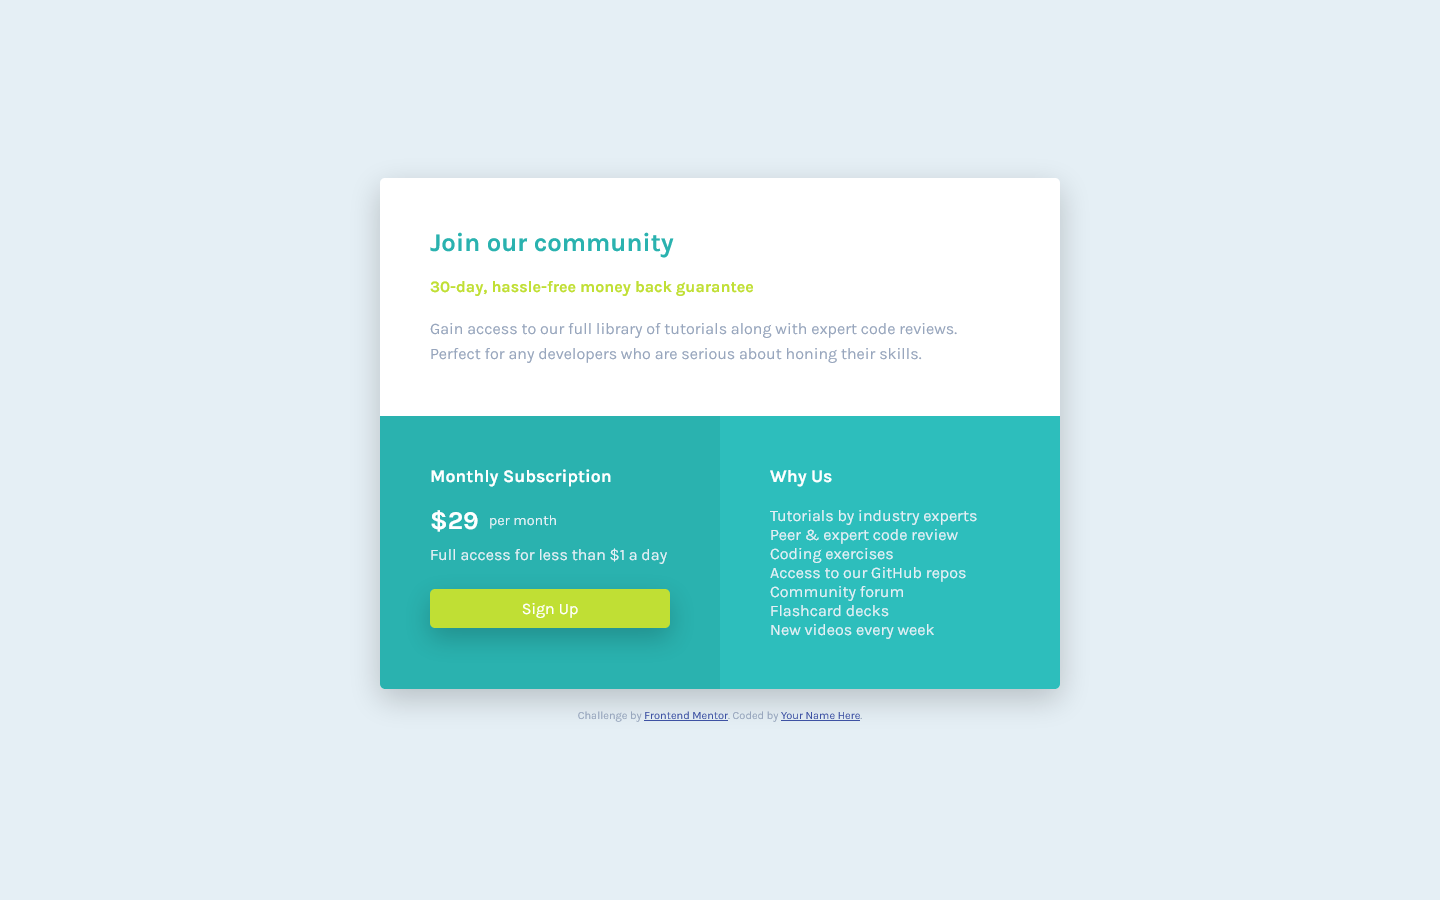 Join our community
30-day, hassle-free money back guarantee
Gain access to our full library of tutorials along with expert code reviews.
Perfect for any developers who are serious about honing their skills.
Monthly Subscription
$29 per month
Full access for less than $1 a day
Sign Up
Why Us
Tutorials by industry experts
Peer & expert code review
Coding exercises
Access to our GitHub repos
Community forum
Flashcard decks
New videos every week
Challenge by Frontend Mentor. Coded by Your Name Here.